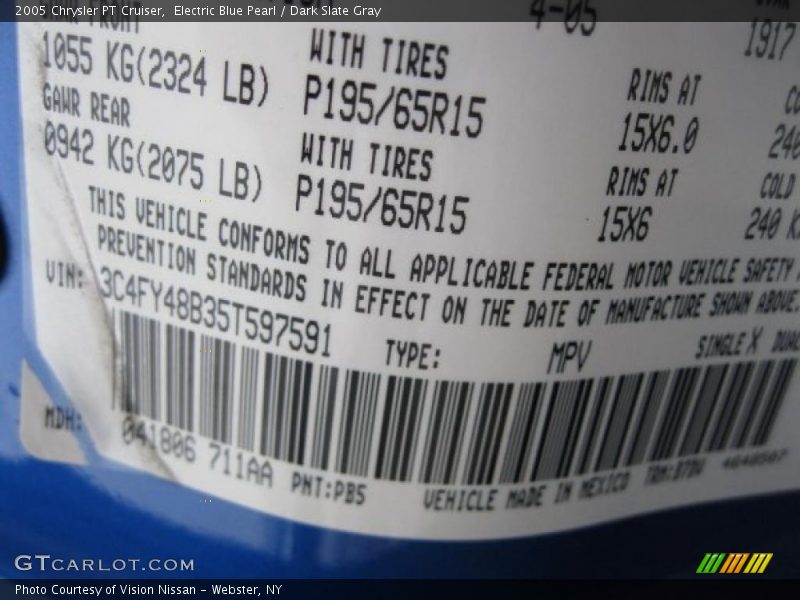 2005 Chrysler PT Cruiser, Electric Blue Pearl / Dark Slate Gray
4-05
1055 KG(2324 LB) WITH TIRES P195/65R15 RIMS AT 15X6.0 1917
GAWR REAR
0942 KG(2075 LB) WITH TIRES P195/65R15 RIMS AT 15X6 COLD 240
THIS VEHICLE CONFORMS TO ALL APPLICABLE FEDERAL MOTOR VEHICLE SAFETY
PREVENTION STANDARDS IN EFFECT ON THE DATE OF MANUFACTURE SHOWN ABOVE.
VIN: 3C4FY48B35T597591 TYPE: MPV SINGLE X DUAL
MDH: 041806 711AA PNT:PB5 VEHICLE MADE IN MEXICO
GTCARLOT.COM
Photo Courtesy of Vision Nissan – Webster, NY